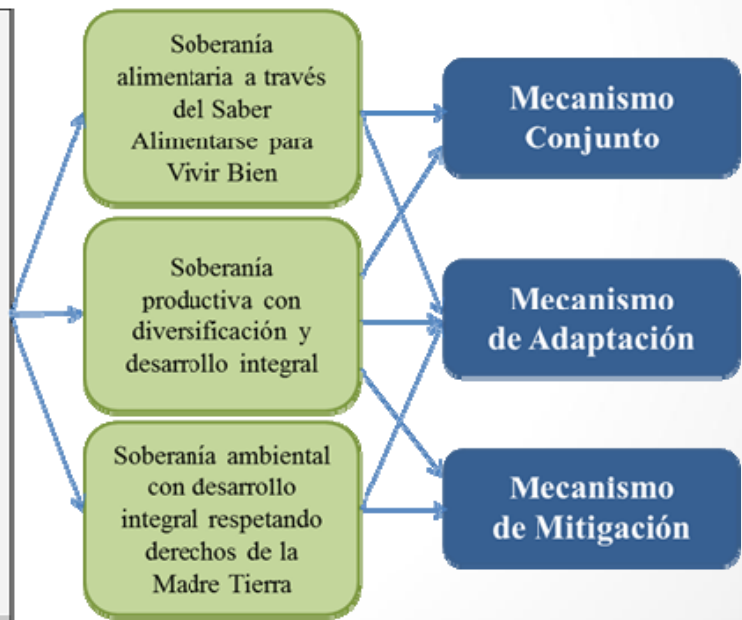 Soberanía
alimentaria a través
del Saber
Alimentarse para
Vivir Bien
Soberanía
productiva con
diversificación y
desarrollo integral
Soberanía ambiental
con desarrollo
integral respetando
derechos de la
Madre Tierra
Mecanismo
Conjunto
Mecanismo
de Adaptación
Mecanismo
de Mitigación